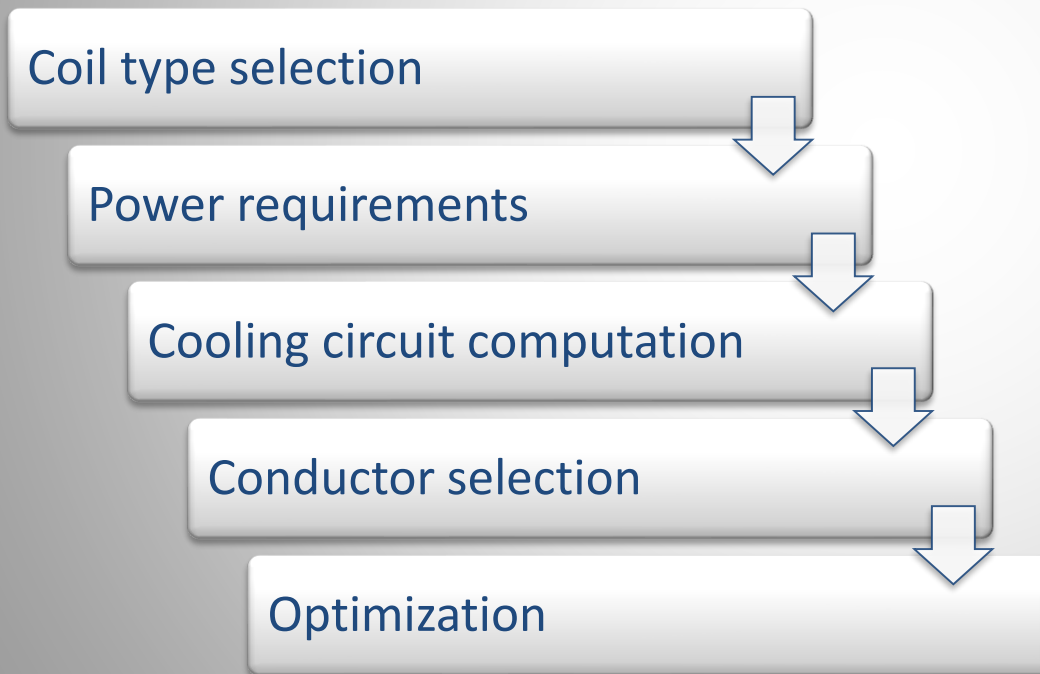 Coil type selection
Power requirements
Cooling circuit computation
Conductor selection
Optimization